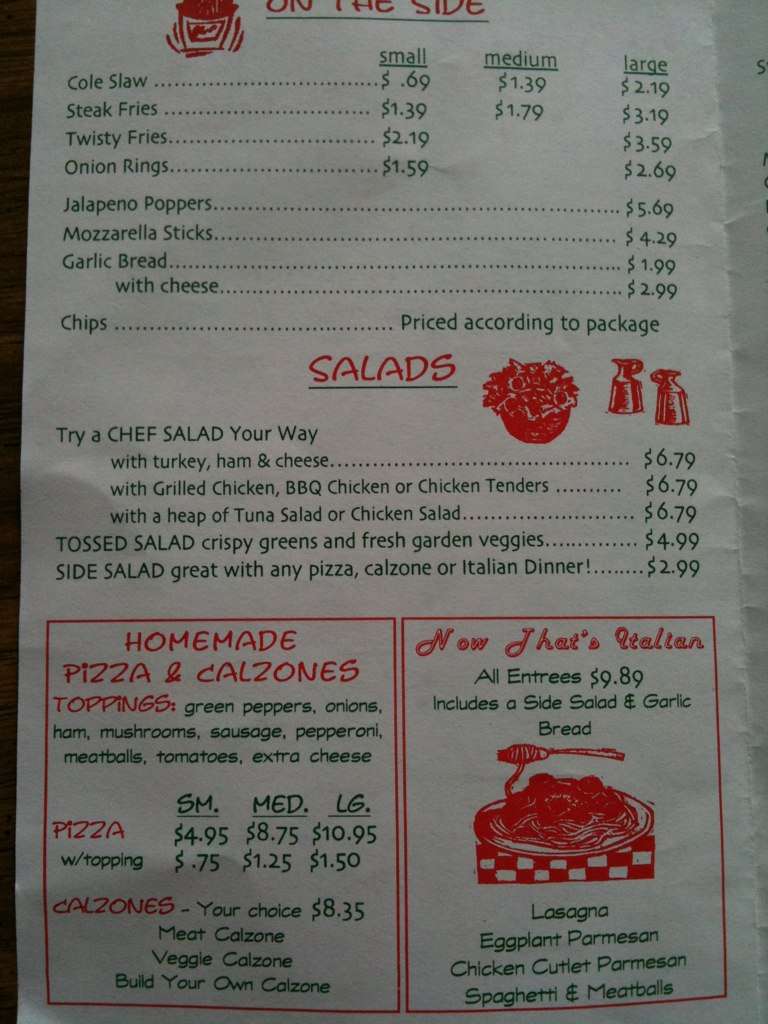 ON THE SIDE
small medium large
Cole Slaw ........................................$ .69 $1.39 $2.19
Steak Fries ..................................... $1.39 $1.79 $3.19
Twisty Fries..................................... $2.19 $3.59
Onion Rings.....................................$1.59 $2.69
Jalapeno Poppers........................................................................ $5.69
Mozzarella Sticks....................................................................... $ 4.29
Garlic Bread................................................................................ $ 1.99
with cheese....................................................................... $ 2.99
Chips ........................................ Priced according to package
SALADS
Try a CHEF SALAD Your Way
with turkey, ham & cheese..................................................... $6.79
with Grilled Chicken, BBQ Chicken or Chicken Tenders .......... $6.79
with a heap of Tuna Salad or Chicken Salad.............................. $6.79
TOSSED SALAD crispy greens and fresh garden veggies................ $4.99
SIDE SALAD great with any pizza, calzone or Italian Dinner!........$2.99
HOMEMADE
PIZZA & CALZONES
TOPPINGS: green peppers, onions,
ham, mushrooms, sausage, pepperoni,
meatballs, tomatoes, extra cheese
SM. MED. LG.
PIZZA $4.95 $8.75 $10.95
w/topping $ .75 $1.25 $1.50
CALZONES - Your choice $8.35
Meat Calzone
Veggie Calzone
Build Your Own Calzone
Now That's Italian
All Entrees $9.89
Includes a Side Salad & Garlic
Bread
Lasagna
Eggplant Parmesan
Chicken Cutlet Parmesan
Spaghetti & Meatballs